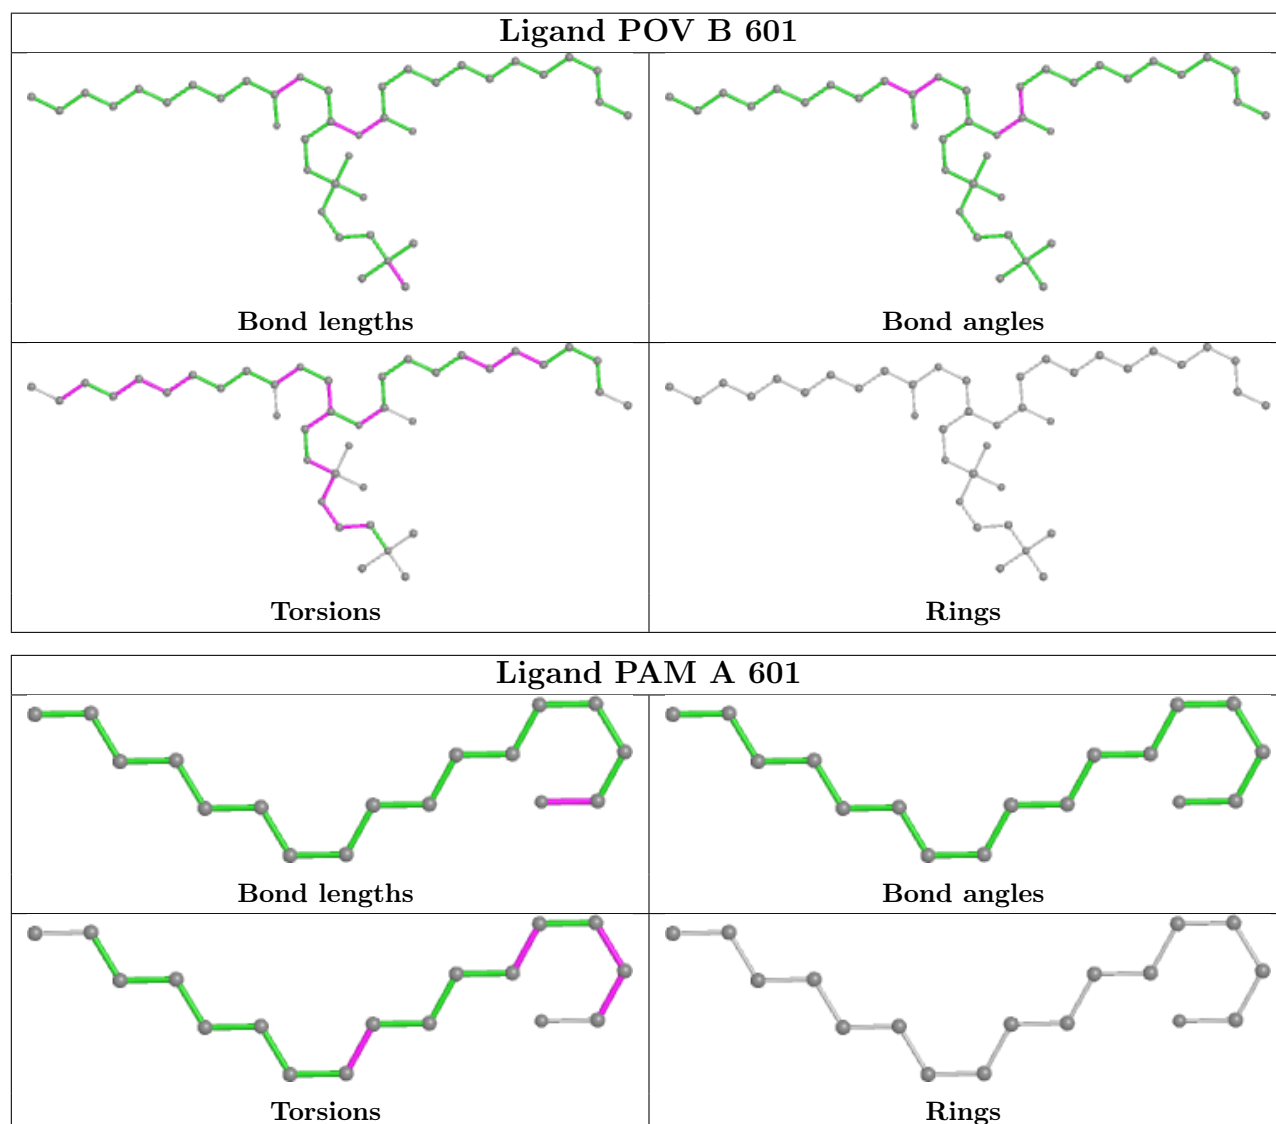 Ligand POV B 601
Bond lengths
Bond angles
Torsions
Rings
Ligand PAM A 601
Bond lengths
Bond angles
Torsions
Rings